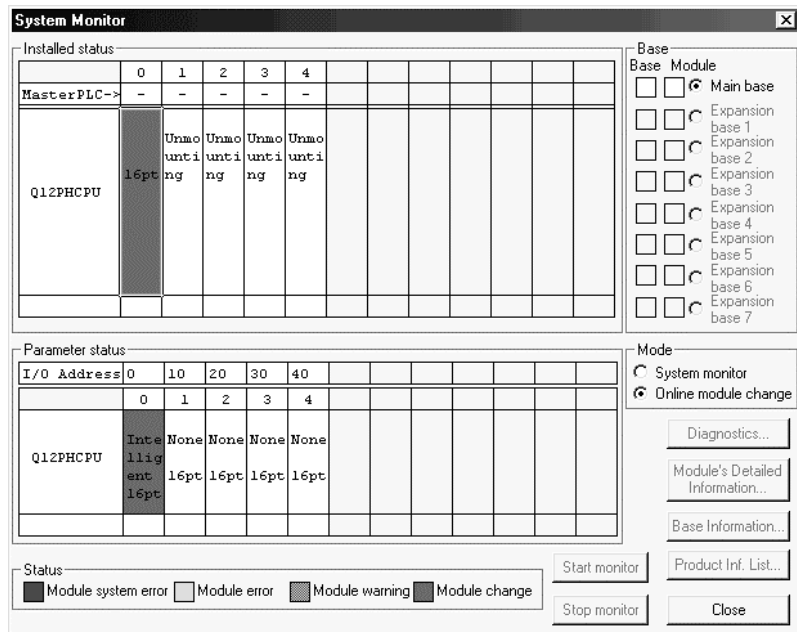 System Monitor
Installed status
0 1 2 3 4
MasterPLC-> - - - - -
Q12PHCPU
16pt
Unmo Unmo Unmo Unmo
unti unti unti unti
ng ng ng ng
Base
Base Module
Main base
Expansion
base 1
Expansion
base 2
Expansion
base 3
Expansion
base 4
Expansion
base 5
Expansion
base 6
Expansion
base 7
Parameter status
I/O Address 0 10 20 30 40
0 1 2 3 4
Q12PHCPU
Inte None None None None
llig
ent 16pt 16pt 16pt 16pt
16pt
Mode
System monitor
Online module change
Diagnostics...
Module's Detailed
Information...
Base Information...
Product Inf. List...
Status
Module system error Module error Module warning Module change
Start monitor
Stop monitor
Close